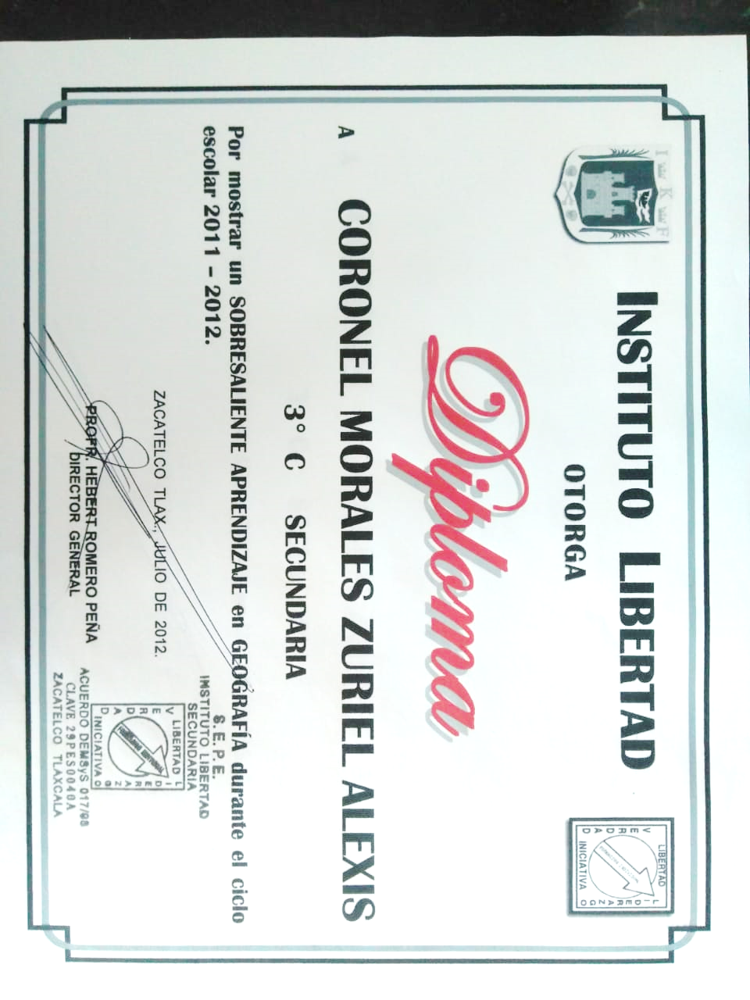 I K F
INSTITUTO LIBERTAD
LIBERTAD
LIDERAZGO
INICIATIVA
VERDAD
OTORGA
Diploma
A CORONEL MORALES ZURIEL ALEXIS
3° C SECUNDARIA
Por mostrar un SOBRESALIENTE APRENDIZAJE en GEOGRAFÍA durante el ciclo
escolar 2011 – 2012.
ZACATELCO TLAX., JULIO DE 2012.
PROFR. HEBERT ROMERO PEÑA
DIRECTOR GENERAL
S. E. P. E.
INSTITUTO LIBERTAD
SECUNDARIA
LIBERTAD
LIDERAZGO
INICIATIVA
VERDAD
ACUERDO DEMSyS 017/98
CLAVE 29PES0040A
ZACATELCO TLAXCALA